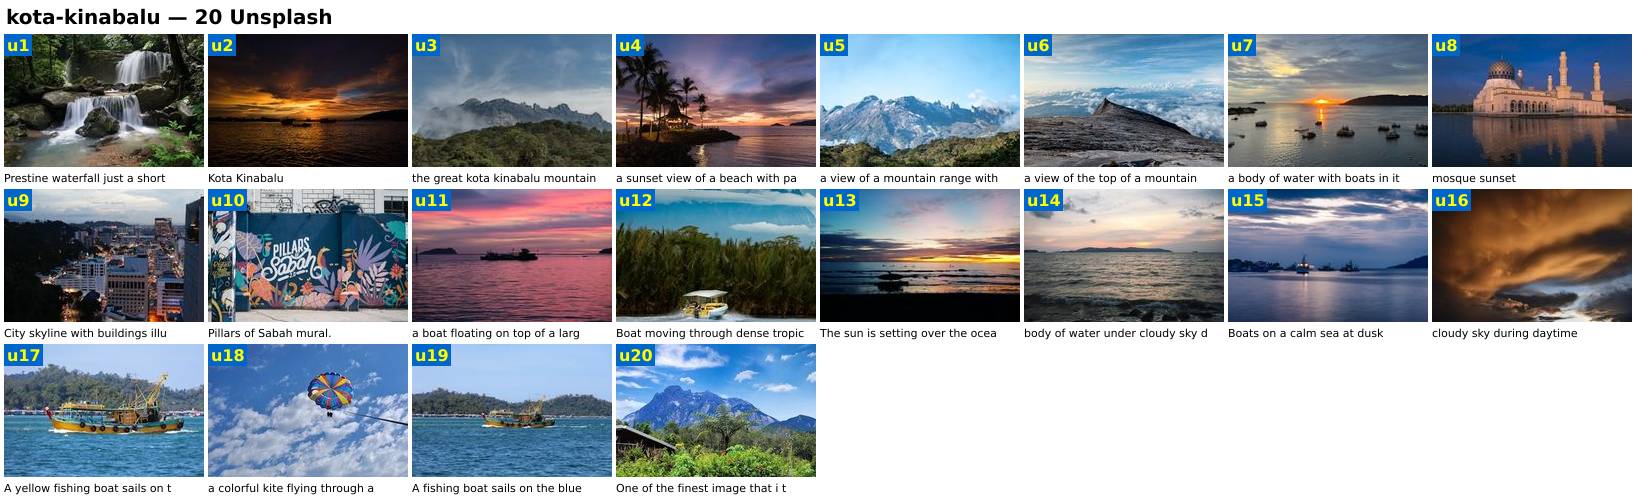 kota-kinabalu — 20 Unsplash
u1
u2
u3
u4
u5
u6
u7
u8
Prestine waterfall just a short
Kota Kinabalu
the great kota kinabalu mountain
a sunset view of a beach with pa
a view of a mountain range with
a view of the top of a mountain
a body of water with boats in it
mosque sunset
u9
u10
u11
u12
u13
u14
u15
u16
PILLARS
of
Sabah
City skyline with buildings illu
Pillars of Sabah mural.
a boat floating on top of a larg
Boat moving through dense tropic
The sun is setting over the ocea
body of water under cloudy sky d
Boats on a calm sea at dusk
cloudy sky during daytime
u17
u18
u19
u20
A yellow fishing boat sails on t
a colorful kite flying through a
A fishing boat sails on the blue
One of the finest image that i t